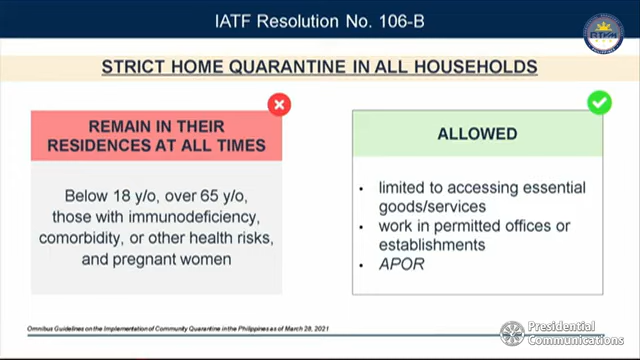 IATF Resolution No. 106-B
RTVM
STRICT HOME QUARANTINE IN ALL HOUSEHOLDS
REMAIN IN THEIR
RESIDENCES AT ALL TIMES
Below 18 y/o, over 65 y/o,
those with immunodeficiency,
comorbidity, or other health risks,
and pregnant women
ALLOWED
• limited to accessing essential
goods/services
• work in permitted offices or
establishments
• APOR
Omnibus Guidelines on the Implementation of Community Quarantine in the Philippines as of March 28, 2021
Presidential
Communications